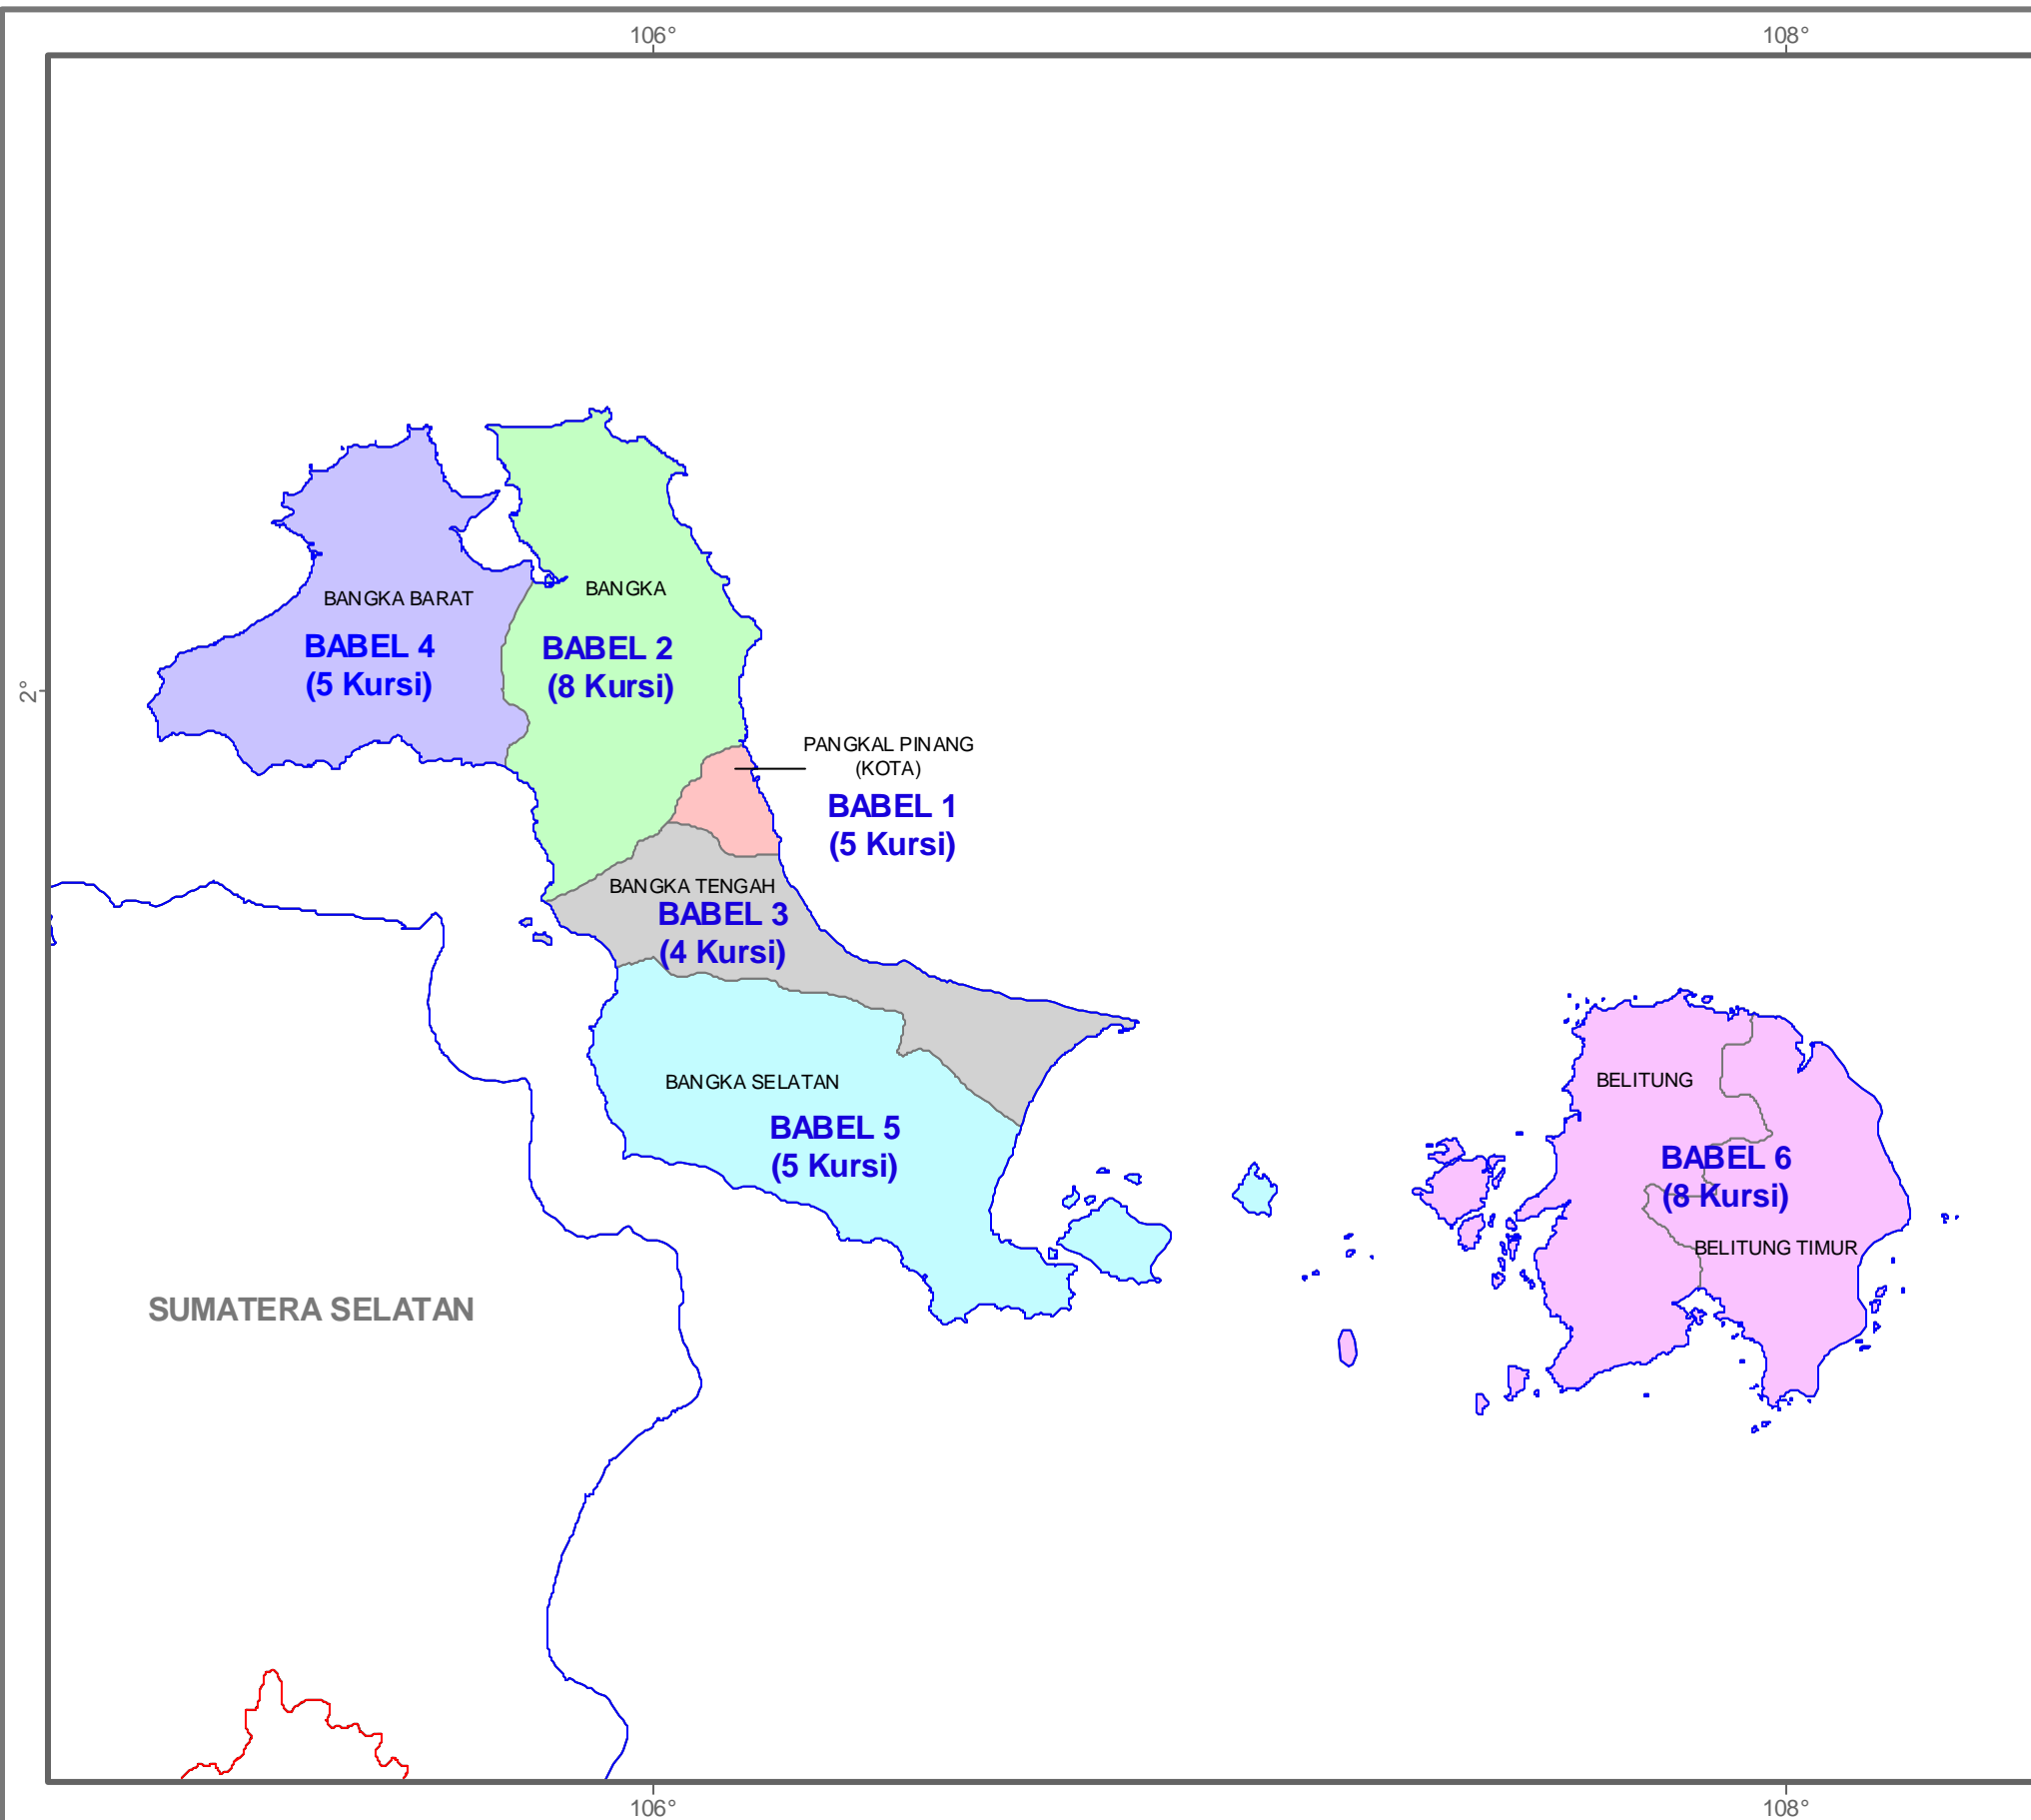 106°
108°
BANGKA
BANGKA BARAT
BABEL 4
(5 Kursi)
BABEL 2
(8 Kursi)
2°
PANGKAL PINANG
(KOTA)
BABEL 1
(5 Kursi)
BANGKA TENGAH
BABEL 3
(4 Kursi)
BANGKA SELATAN
BABEL 5
(5 Kursi)
BELITUNG
BABEL 6
(8 Kursi)
BELITUNG TIMUR
SUMATERA SELATAN
106°
108°